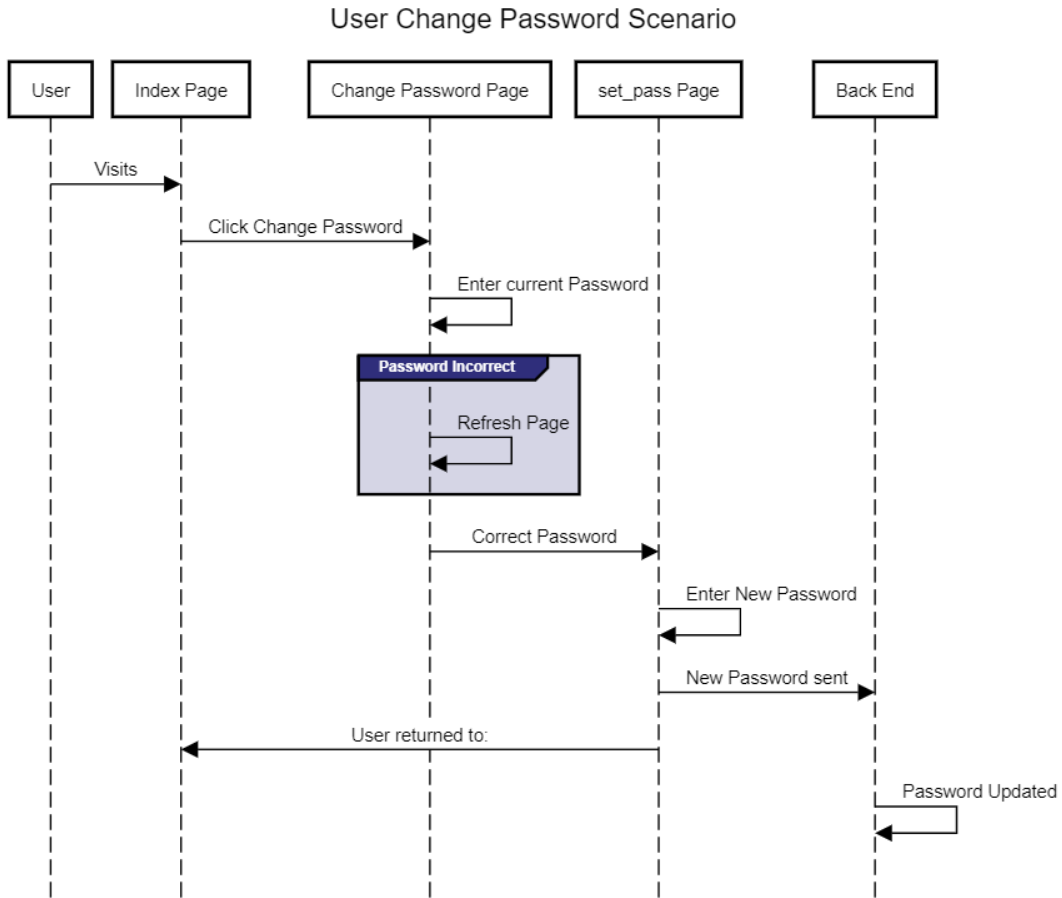 User Change Password Scenario
User
Index Page
Change Password Page
set_pass Page
Back End
Visits
Click Change Password
Enter current Password
Password Incorrect
Refresh Page
Correct Password
Enter New Password
New Password sent
User returned to:
Password Updated